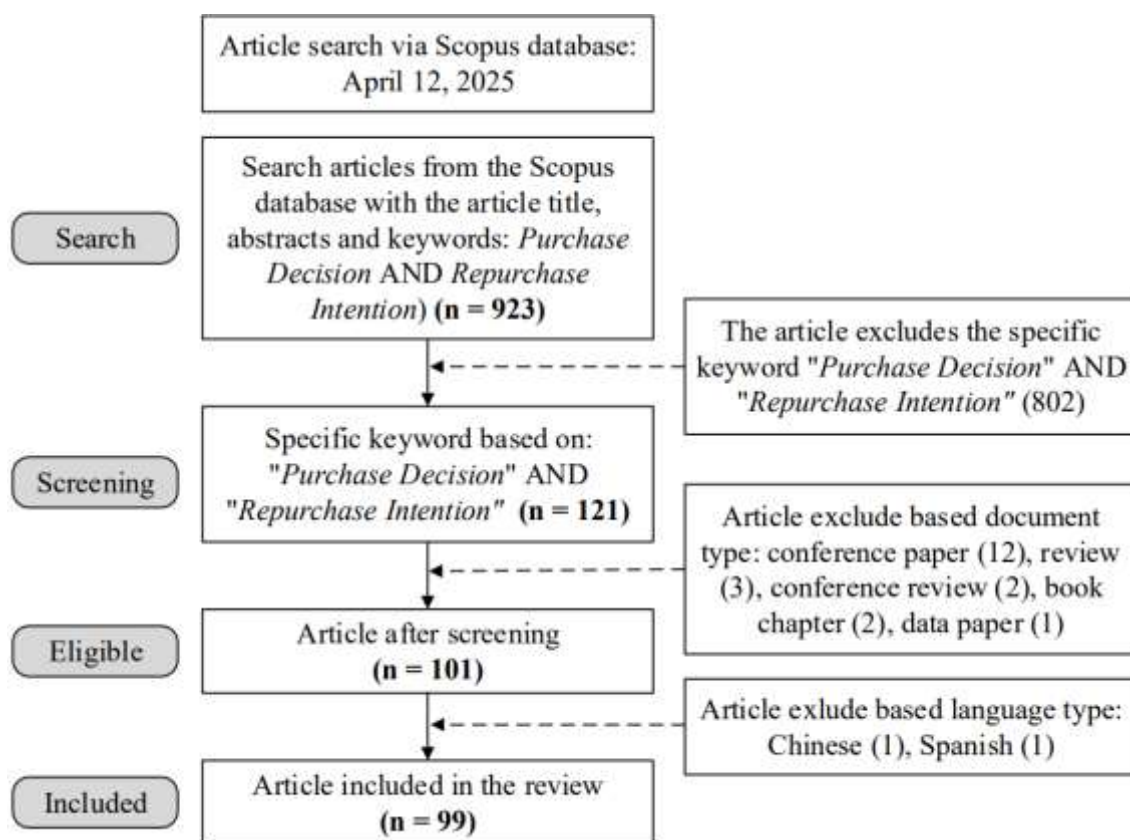 Article search via Scopus database:
April 12, 2025
Search
Search articles from the Scopus
database with the article title,
abstracts and keywords: Purchase
Decision AND Repurchase
Intention) (n = 923)
The article excludes the specific
keyword "Purchase Decision" AND
"Repurchase Intention" (802)
Screening
Specific keyword based on:
"Purchase Decision" AND
"Repurchase Intention" (n = 121)
Article exclude based document
type: conference paper (12), review
(3), conference review (2), book
chapter (2), data paper (1)
Eligible
Article after screening
(n = 101)
Article exlude based language type:
Chinese (1), Spanish (1)
Included
Article included in the review
(n = 99)